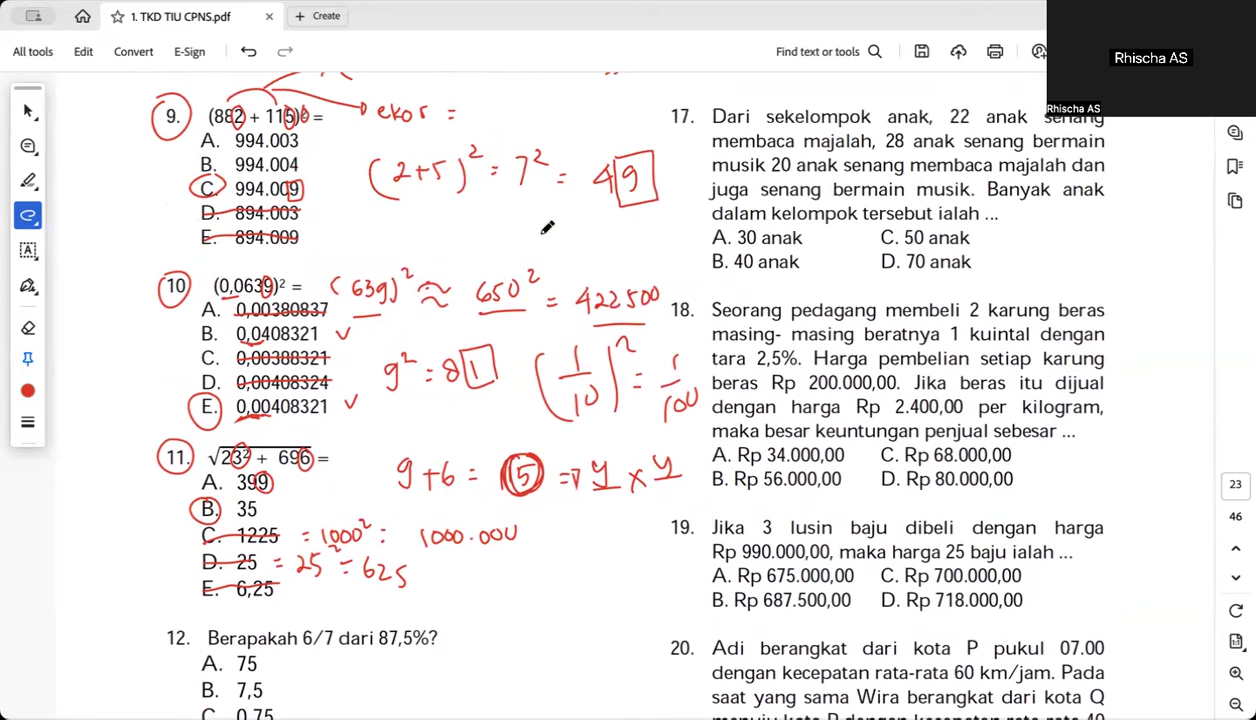 1. TKD TIU CPNS.pdf
Create
All tools Edit Convert E-Sign
Find text or tools
Rhischa AS
Rhischa AS
9. (882 + 115)² =
A. 994.003
B. 994.004
C. 994.009
D. 894.003
E. 894.009
ekor =
(2+5)² = 7² = 49
10 (0,0639)² =
A. 0,00380837
B. 0,0408321
C. 0,00388321
D. 0,00408324
E. 0,00408321
(639)² ≈ 650² = 422500
9² = 81
(1/10)² = 1/100
11. √23² + 696 =
A. 399
B. 35
C. 1225 = 1000² = 1000.000
D. 25 = 25² = 625
E. 6,25
9+6 = 15 => y x y
12. Berapakah 6/7 dari 87,5%?
A. 75
B. 7,5
C. 0,75
17. Dari sekelompok anak, 22 anak senang
membaca majalah, 28 anak senang bermain
musik 20 anak senang membaca majalah dan
juga senang bermain musik. Banyak anak
dalam kelompok tersebut ialah ...
A. 30 anak C. 50 anak
B. 40 anak D. 70 anak
18. Seorang pedagang membeli 2 karung beras
masing- masing beratnya 1 kuintal dengan
tara 2,5%. Harga pembelian setiap karung
beras Rp 200.000,00. Jika beras itu dijual
dengan harga Rp 2.400,00 per kilogram,
maka besar keuntungan penjual sebesar ...
A. Rp 34.000,00 C. Rp 68.000,00
B. Rp 56.000,00 D. Rp 80.000,00
19. Jika 3 lusin baju dibeli dengan harga
Rp 990.000,00, maka harga 25 baju ialah ...
A. Rp 675.000,00 C. Rp 700.000,00
B. Rp 687.500,00 D. Rp 718.000,00
20. Adi berangkat dari kota P pukul 07.00
dengan kecepatan rata-rata 60 km/jam. Pada
saat yang sama Wira berangkat dari kota Q
23
46